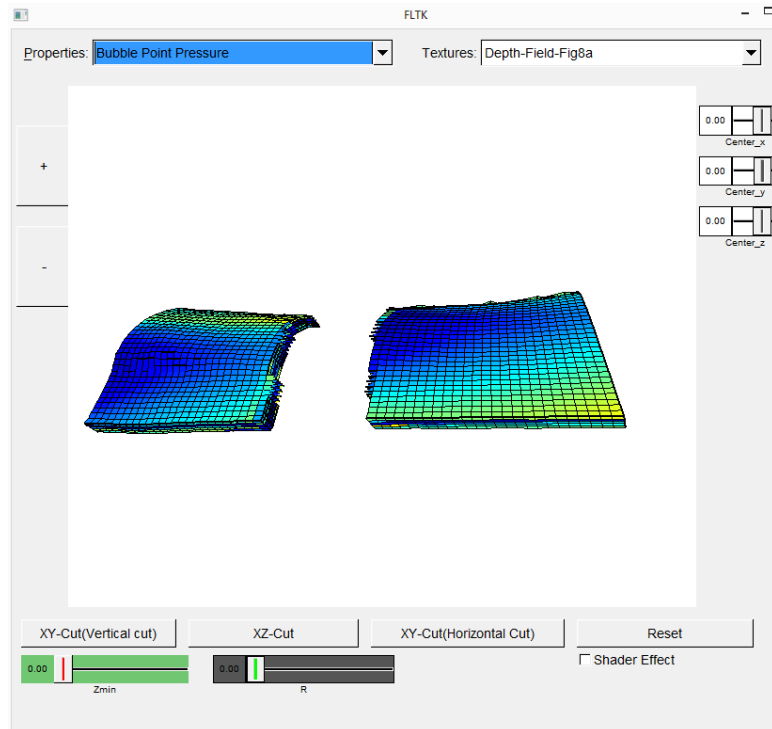 FLTK
Properties: Bubble Point Pressure
Textures: Depth-Field-Fig8a
0.00
Center_x
+
0.00
Center_y
0.00
Center_z
-
XY-Cut(Vertical cut)
XZ-Cut
XY-Cut(Horizontal Cut)
Reset
0.00
Zmin
0.00
R
Shader Effect